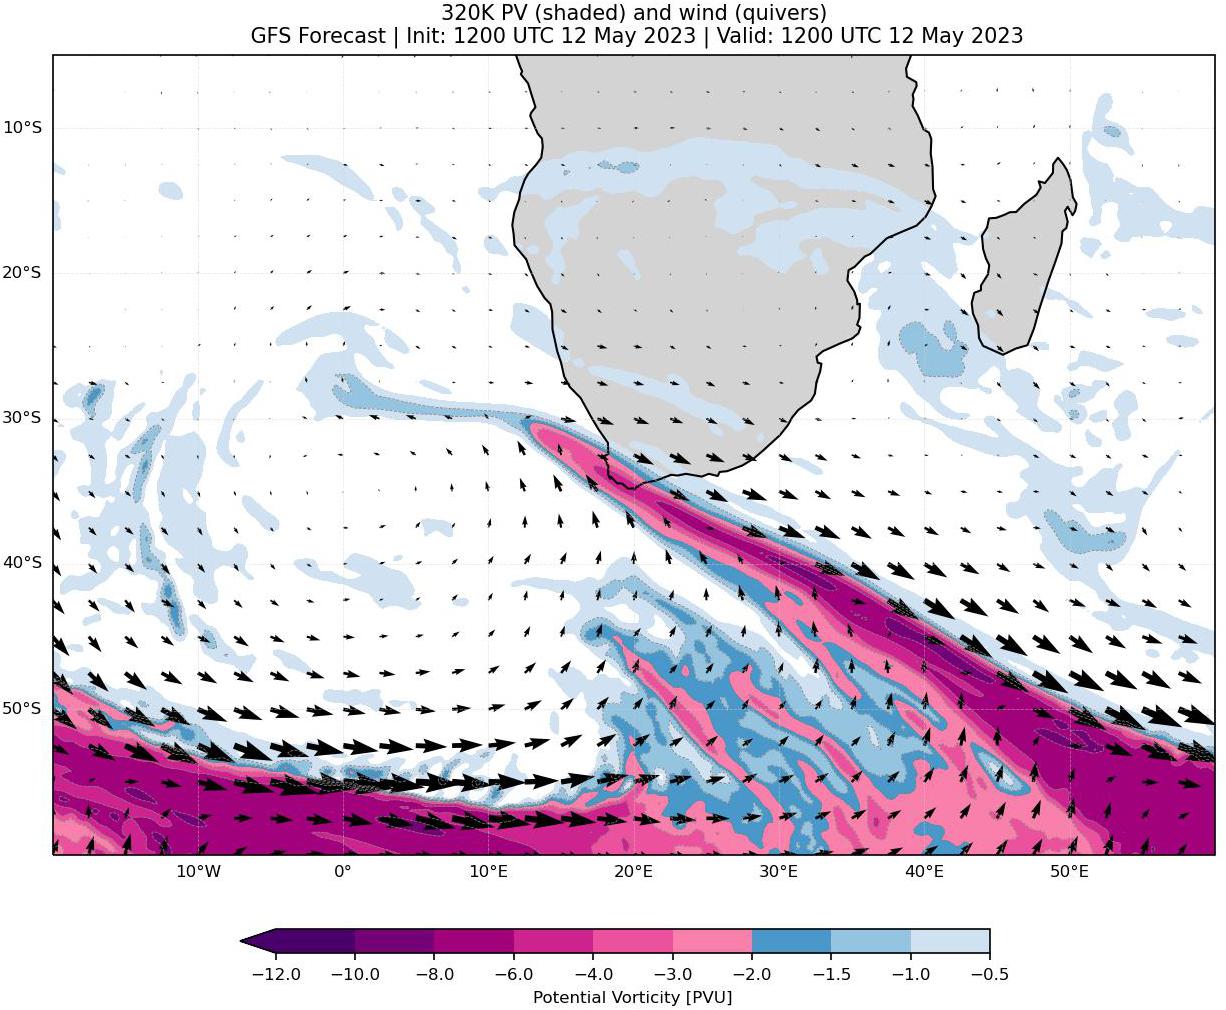 320K PV (shaded) and wind (quivers)
GFS Forecast | Init: 1200 UTC 12 May 2023 | Valid: 1200 UTC 12 May 2023
10°S
20°S
30°S
40°S
50°S
10°W 0° 10°E 20°E 30°E 40°E 50°E
−12.0 −10.0 −8.0 −6.0 −4.0 −3.0 −2.0 −1.5 −1.0 −0.5
Potential Vorticity [PVU]